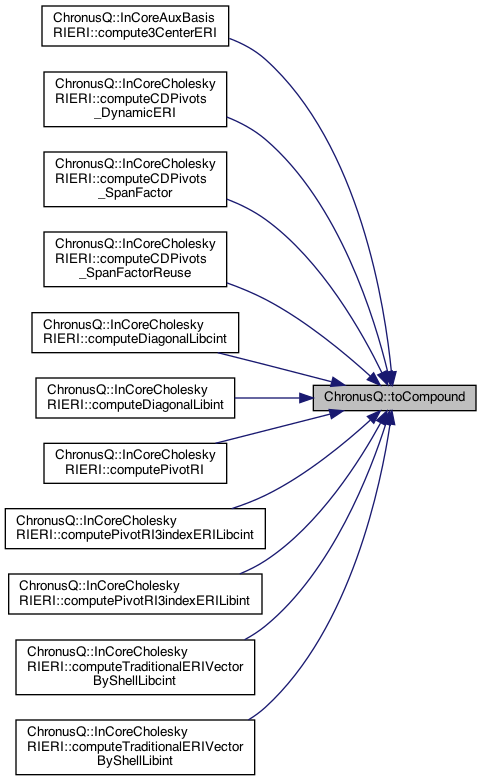 ChronusQ::InCoreAuxBasis
RIERI::compute3CenterERI
ChronusQ::InCoreCholesky
RIERI::computeCDPivots
_DynamicERI
ChronusQ::InCoreCholesky
RIERI::computeCDPivots
_SpanFactor
ChronusQ::InCoreCholesky
RIERI::computeCDPivots
_SpanFactorReuse
ChronusQ::InCoreCholesky
RIERI::computeDiagonalLibcint
ChronusQ::InCoreCholesky
RIERI::computeDiagonalLibint
ChronusQ::toCompound
ChronusQ::InCoreCholesky
RIERI::computePivotRI
ChronusQ::InCoreCholesky
RIERI::computePivotRI3indexERILibcint
ChronusQ::InCoreCholesky
RIERI::computePivotRI3indexERILibint
ChronusQ::InCoreCholesky
RIERI::computeTraditionalERIVector
ByShellLibcint
ChronusQ::InCoreCholesky
RIERI::computeTraditionalERIVector
ByShellLibint